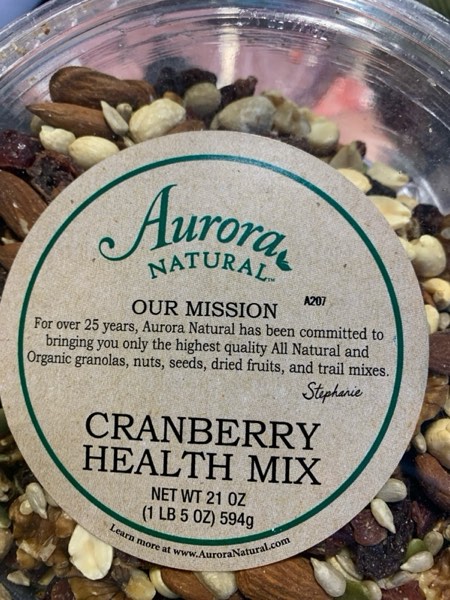 Aurora
NATURAL™
A207
OUR MISSION
For over 25 years, Aurora Natural has been committed to
bringing you only the highest quality All Natural and
Organic granolas, nuts, seeds, dried fruits, and trail mixes.
Stephanie
CRANBERRY
HEALTH MIX
NET WT 21 OZ
(1 LB 5 OZ) 594g
Learn more at www.AuroraNatural.com